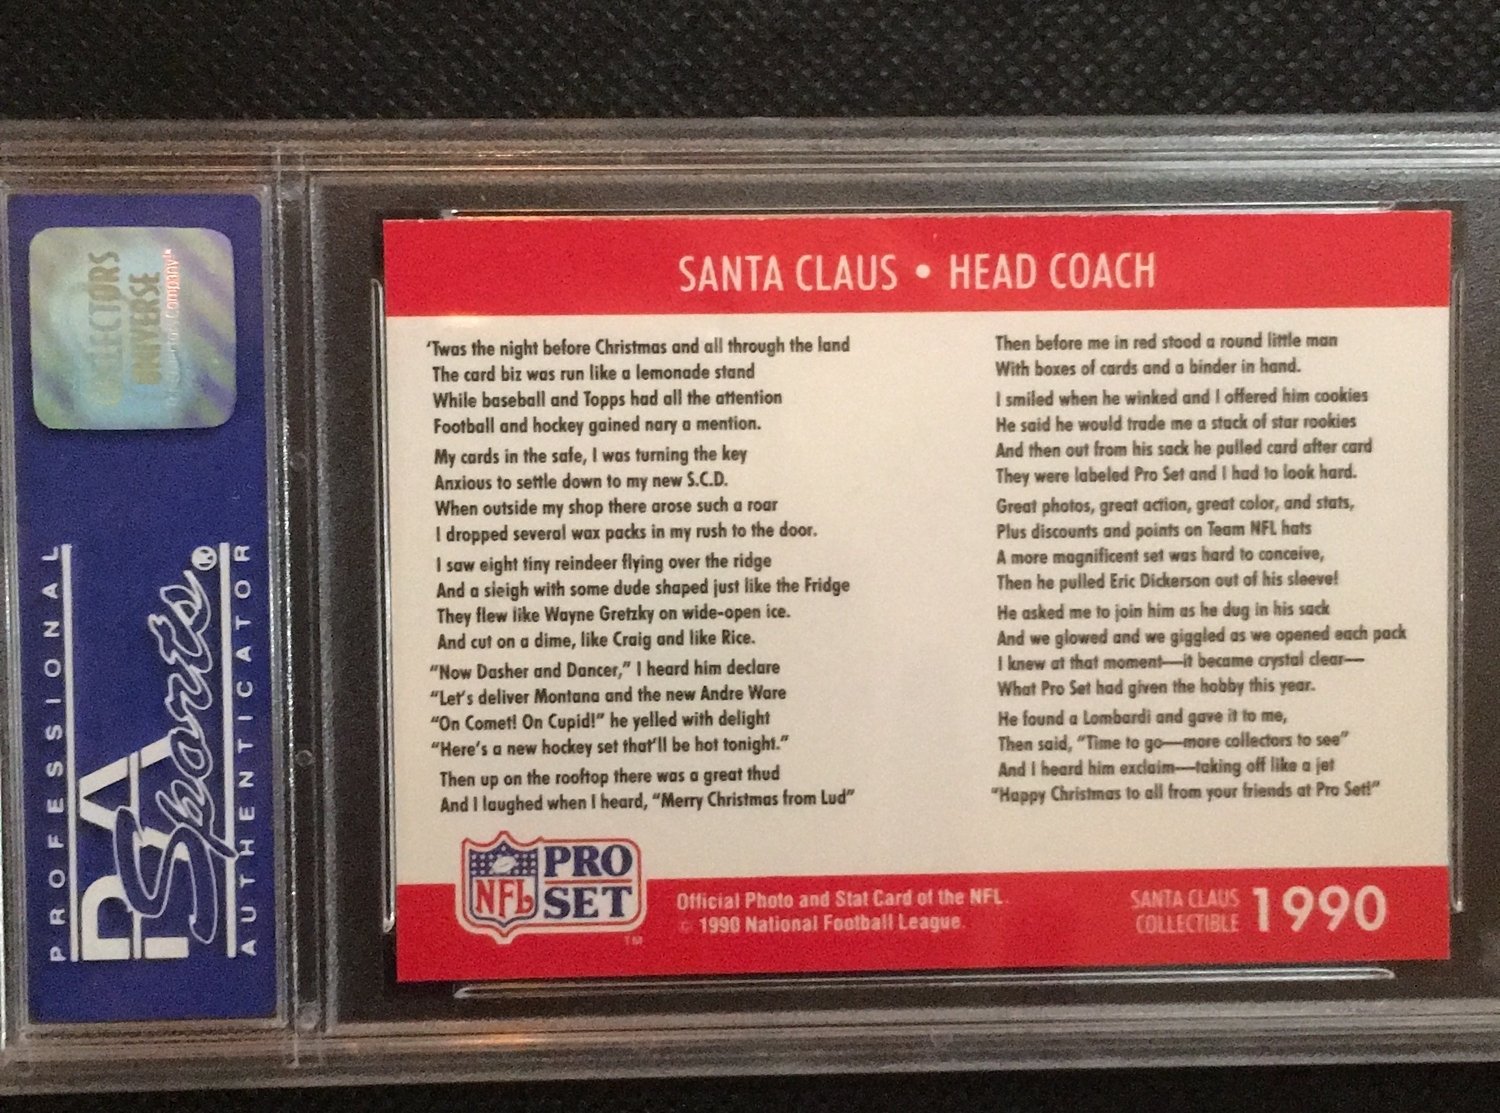 COLLECTORS
UNIVERSE
PROFESSIONAL
PSA
Sports®
AUTHENTICATOR
SANTA CLAUS • HEAD COACH
'Twas the night before Christmas and all through the land
The card biz was run like a lemonade stand
While baseball and Topps had all the attention
Football and hockey gained nary a mention.
My cards in the safe, I was turning the key
Anxious to settle down to my new S.C.D.
When outside my shop there arose such a roar
I dropped several wax packs in my rush to the door.
I saw eight tiny reindeer flying over the ridge
And a sleigh with some dude shaped just like the Fridge
They flew like Wayne Gretzky on wide-open ice.
And cut on a dime, like Craig and like Rice.
"Now Dasher and Dancer," I heard him declare
"Let's deliver Montana and the new Andre Ware
"On Comet! On Cupid!" he yelled with delight
"Here's a new hockey set that'll be hot tonight."
Then up on the rooftop there was a great thud
And I laughed when I heard, "Merry Christmas from Lud"
Then before me in red stood a round little man
With boxes of cards and a binder in hand.
I smiled when he winked and I offered him cookies
He said he would trade me a stack of star rookies
And then out from his sack he pulled card after card
They were labeled Pro Set and I had to look hard.
Great photos, great action, great color, and stats,
Plus discounts and points on Team NFL hats
A more magnificent set was hard to conceive,
Then he pulled Eric Dickerson out of his sleeve!
He asked me to join him as he dug in his sack
And we glowed and we giggled as we opened each pack
I knew at that moment—it became crystal clear—
What Pro Set had given the hobby this year.
He found a Lombardi and gave it to me,
Then said, "Time to go—more collectors to see"
And I heard him exclaim—taking off like a jet
"Happy Christmas to all from your friends at Pro Set!"
NFL PRO SET TM
Official Photo and Stat Card of the NFL.
© 1990 National Football League.
SANTA CLAUS
COLLECTIBLE 1990